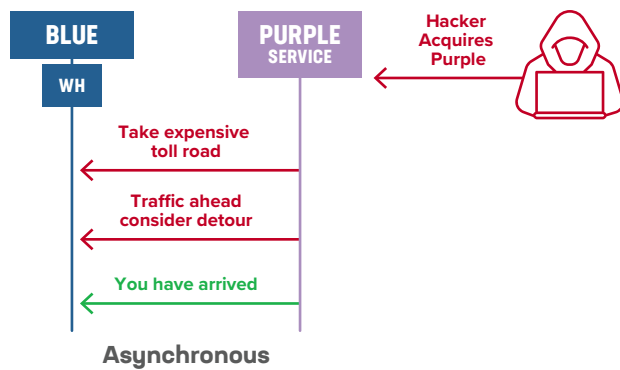 BLUE
WH
PURPLE
SERVICE
Hacker
Acquires
Purple
Take expensive
toll road
Traffic ahead
consider detour
You have arrived
Asynchronous